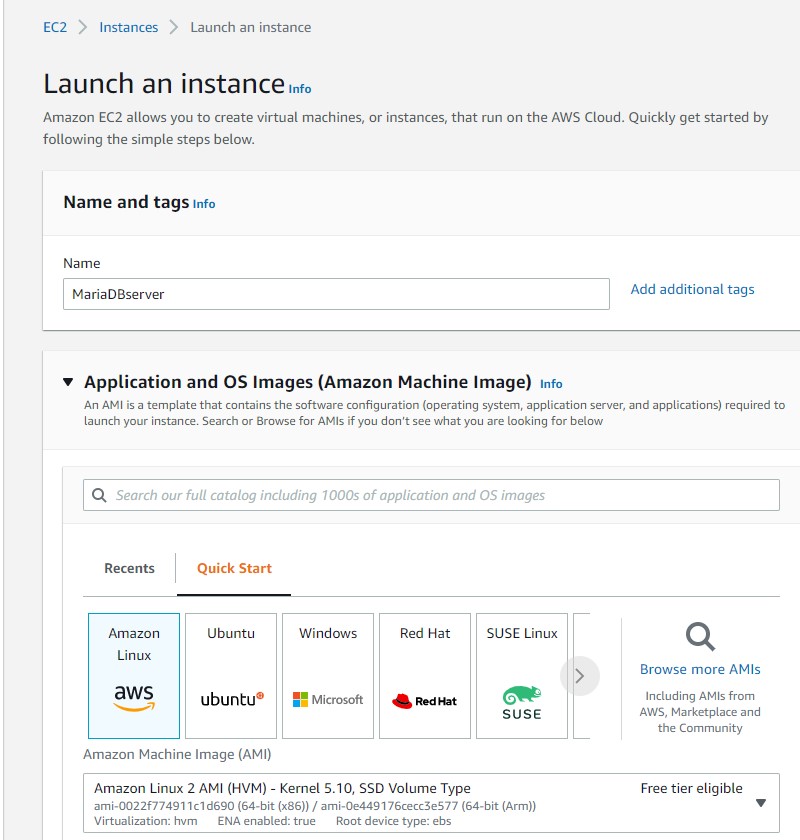 EC2 > Instances > Launch an instance
Launch an instance Info
Amazon EC2 allows you to create virtual machines, or instances, that run on the AWS Cloud. Quickly get started by
following the simple steps below.
Name and tags Info
Name
MariaDBserver
Add additional tags
Application and OS Images (Amazon Machine Image) Info
An AMI is a template that contains the software configuration (operating system, application server, and applications) required to
launch your instance. Search or Browse for AMIs if you don't see what you are looking for below
Search our full catalog including 1000s of application and OS images
Recents
Quick Start
Amazon
Linux
aws
Ubuntu
ubuntu
Windows
Microsoft
Red Hat
Red Hat
SUSE Linux
SUSE
Browse more AMIs
Including AMIs from
AWS, Marketplace and
the Community
Amazon Machine Image (AMI)
Amazon Linux 2 AMI (HVM) - Kernel 5.10, SSD Volume Type
Free tier eligible
ami-0022f774911c1d690 (64-bit (x86)) / ami-0e449176cecc3e577 (64-bit (Arm))
Virtualization: hvm ENA enabled: true Root device type: ebs